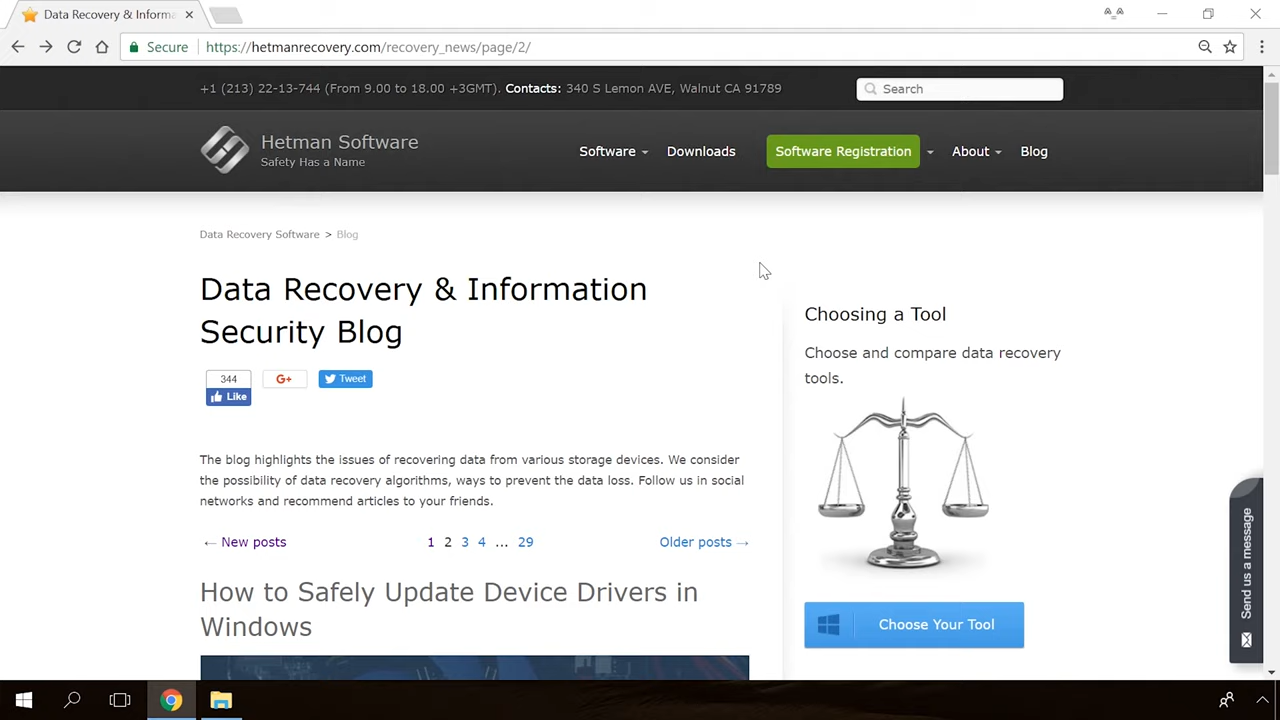 Data Recovery & Informa
Secure https://hetmanrecovery.com/recovery_news/page/2/
+1 (213) 22-13-744 (From 9.00 to 18.00 +3GMT). Contacts: 340 S Lemon AVE, Walnut CA 91789
Search
Hetman Software
Safety Has a Name
Software Downloads Software Registration About Blog
Data Recovery Software > Blog
Data Recovery & Information
Security Blog
344
Like
G+
Tweet
The blog highlights the issues of recovering data from various storage devices. We consider
the possibility of data recovery algorithms, ways to prevent the data loss. Follow us in social
networks and recommend articles to your friends.
← New posts 1 2 3 4 ... 29 Older posts →
How to Safely Update Device Drivers in
Windows
Choosing a Tool
Choose and compare data recovery
tools.
Choose Your Tool
Send us a message